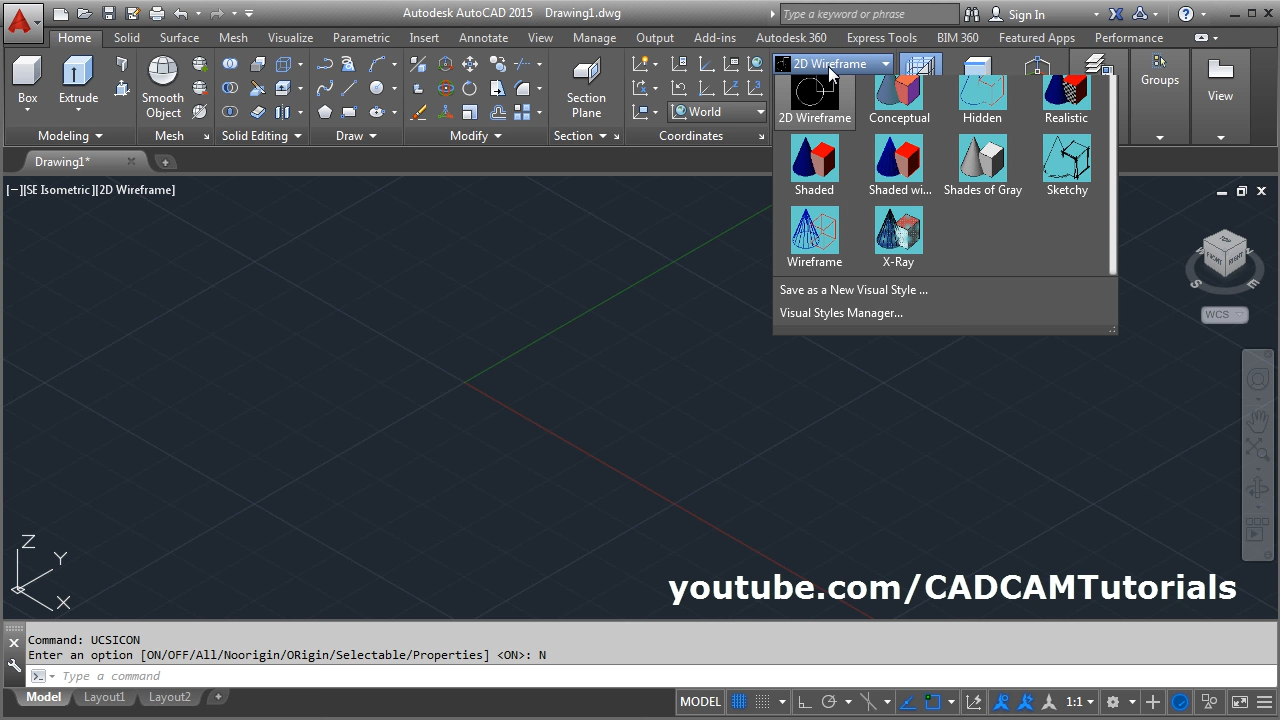 Autodesk AutoCAD 2015 Drawing1.dwg
Type a keyword or phrase
Sign In
Home Solid Surface Mesh Visualize Parametric Insert Annotate View Manage Output Add-ins Autodesk 360 Express Tools BIM 360 Featured Apps Performance
Box
Extrude
Smooth
Object
Section
Plane
World
2D Wireframe
Groups
View
Modeling
Mesh
Solid Editing
Draw
Modify
Section
Coordinates
2D Wireframe
Conceptual
Hidden
Realistic
Shaded
Shaded wi...
Shades of Gray
Sketchy
Wireframe
X-Ray
Save as a New Visual Style ...
Visual Styles Manager...
Drawing1*
[−][SE Isometric][2D Wireframe]
TOP
FRONT
RIGHT
S
E
WCS
Z
Y
X
youtube.com/CADCAMTutorials
Command: UCSICON
Enter an option [ON/OFF/All/Noorigin/ORigin/Selectable/Properties] <ON>: N
Type a command
Model
Layout1
Layout2
MODEL
1:1